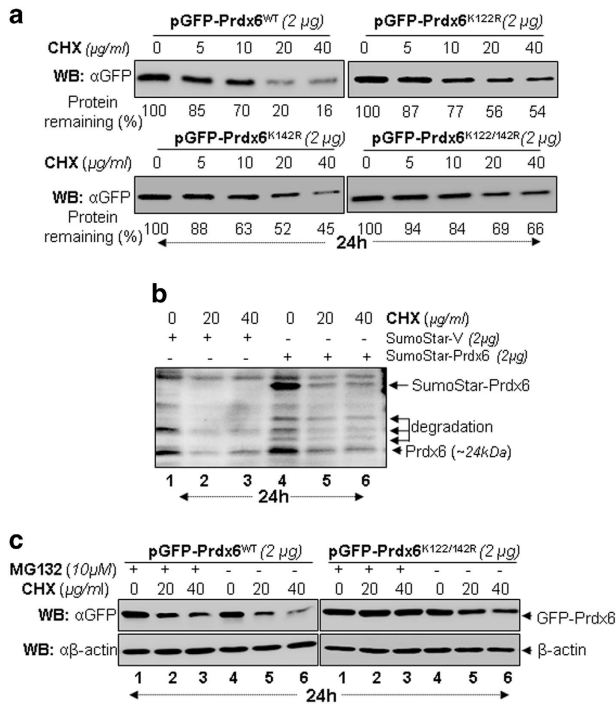 a
pGFP-Prdx6WT (2 µg) pGFP-Prdx6K122R (2 µg)
CHX (µg/ml) 0 5 10 20 40 0 5 10 20 40
WB: αGFP
Protein remaining (%) 100 85 70 20 16 100 87 77 56 54
pGFP-Prdx6K142R (2 µg) pGFP-Prdx6K122/142R (2 µg)
CHX (µg/ml) 0 5 10 20 40 0 5 10 20 40
WB: αGFP
Protein remaining (%) 100 88 63 52 45 100 94 84 69 66
24h
b
0 20 40 0 20 40 CHX (µg/ml)
+ + + - - - SumoStar-V (2µg)
- - - + + + SumoStar-Prdx6 (2µg)
SumoStar-Prdx6
degradation
Prdx6 (~24kDa)
1 2 3 4 5 6
24h
c
pGFP-Prdx6WT (2 µg) pGFP-Prdx6K122/142R (2 µg)
MG132 (10µM) + + + - - - + + + - - -
CHX (µg/ml) 0 20 40 0 20 40 0 20 40 0 20 40
WB: αGFP GFP-Prdx6
WB: αβ-actin β-actin
1 2 3 4 5 6 1 2 3 4 5 6
24h